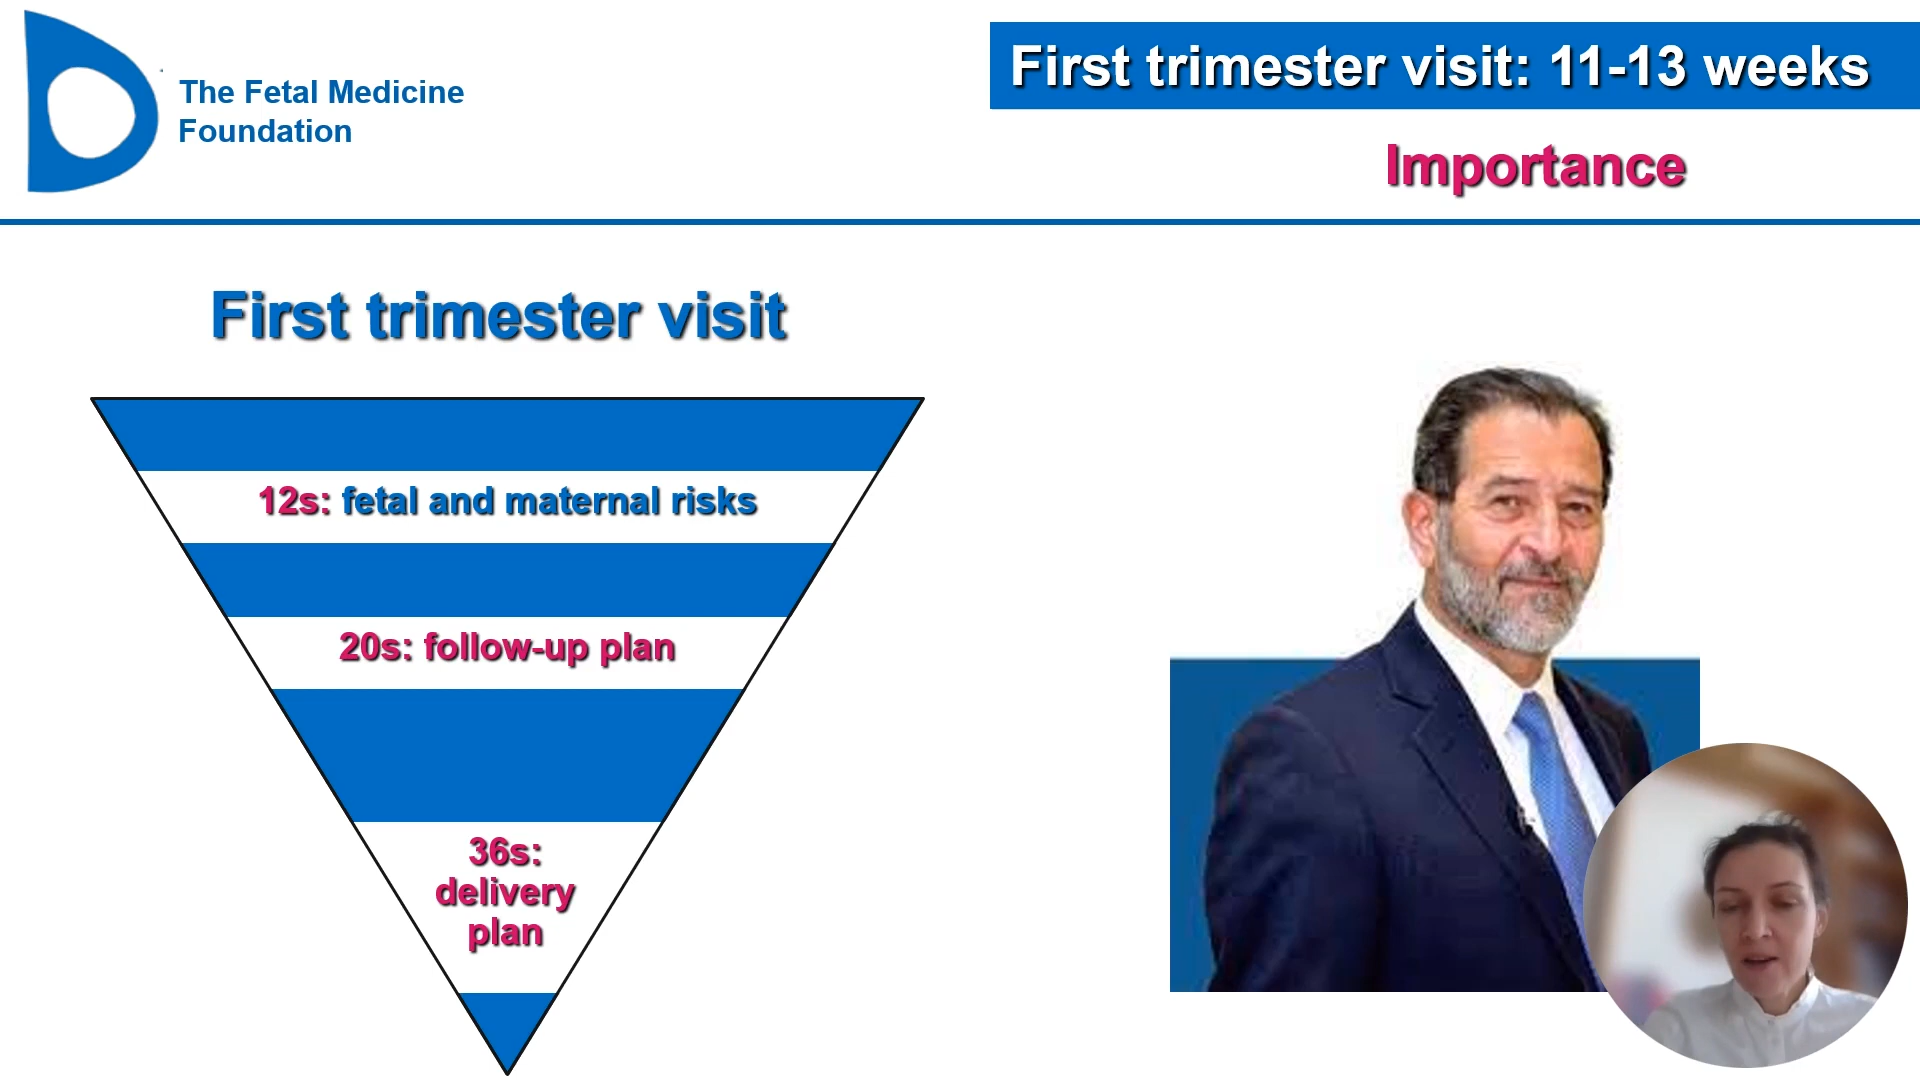 The Fetal Medicine
Foundation
First trimester visit: 11-13 weeks
Importance
First trimester visit
12s: fetal and maternal risks
20s: follow-up plan
36s:
delivery
plan